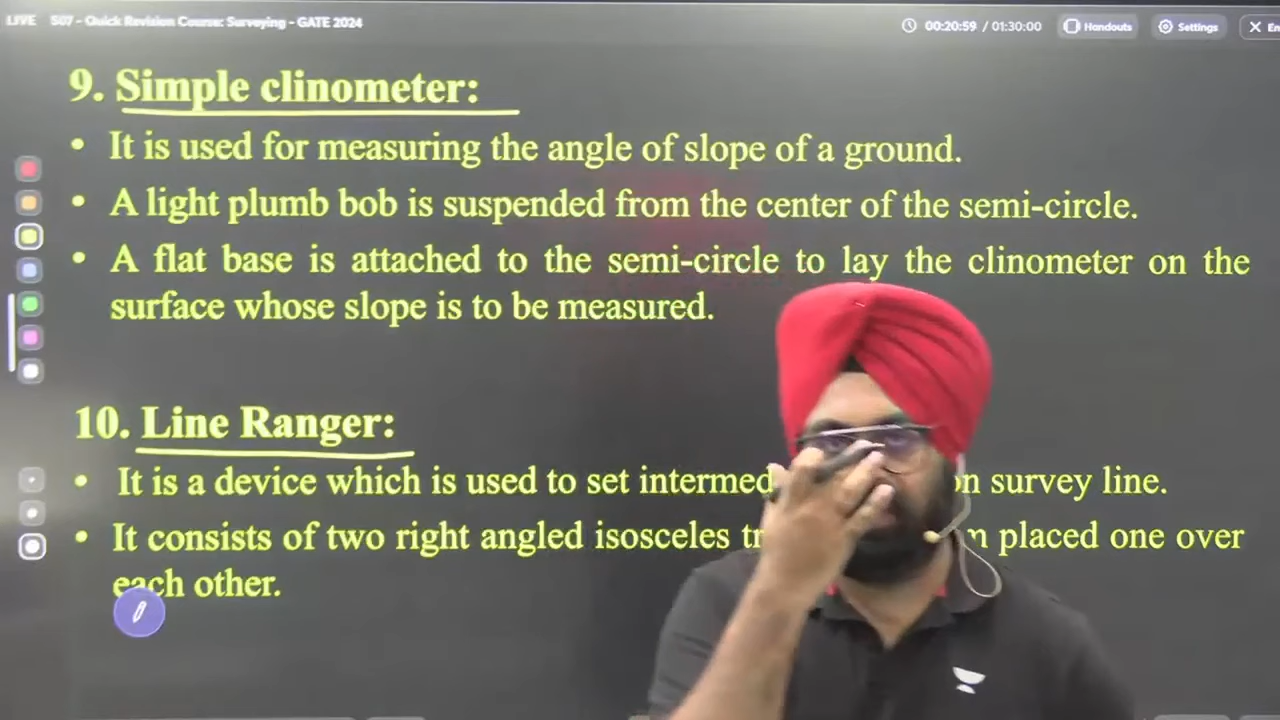 LIVE S07 - Quick Revision Course: Surveying - GATE 2024 00:20:59 / 01:30:00 Handouts Settings En
9. Simple clinometer:
• It is used for measuring the angle of slope of a ground.
• A light plumb bob is suspended from the center of the semi-circle.
• A flat base is attached to the semi-circle to lay the clinometer on the
surface whose slope is to be measured.
10. Line Ranger:
• It is a device which is used to set intermed on survey line.
• It consists of two right angled isosceles placed one over
each other.